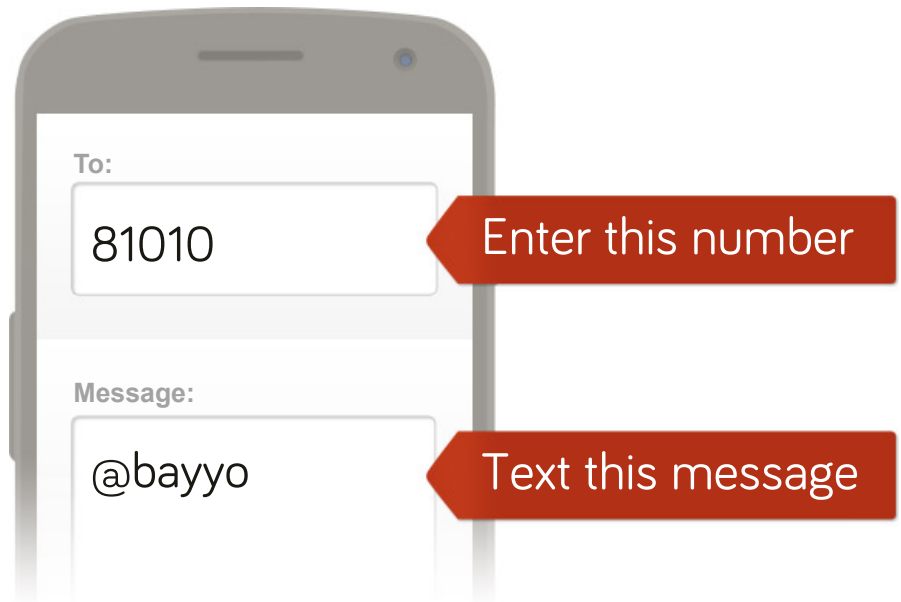 To:
81010
Enter this number
Message:
@bayyo
Text this message